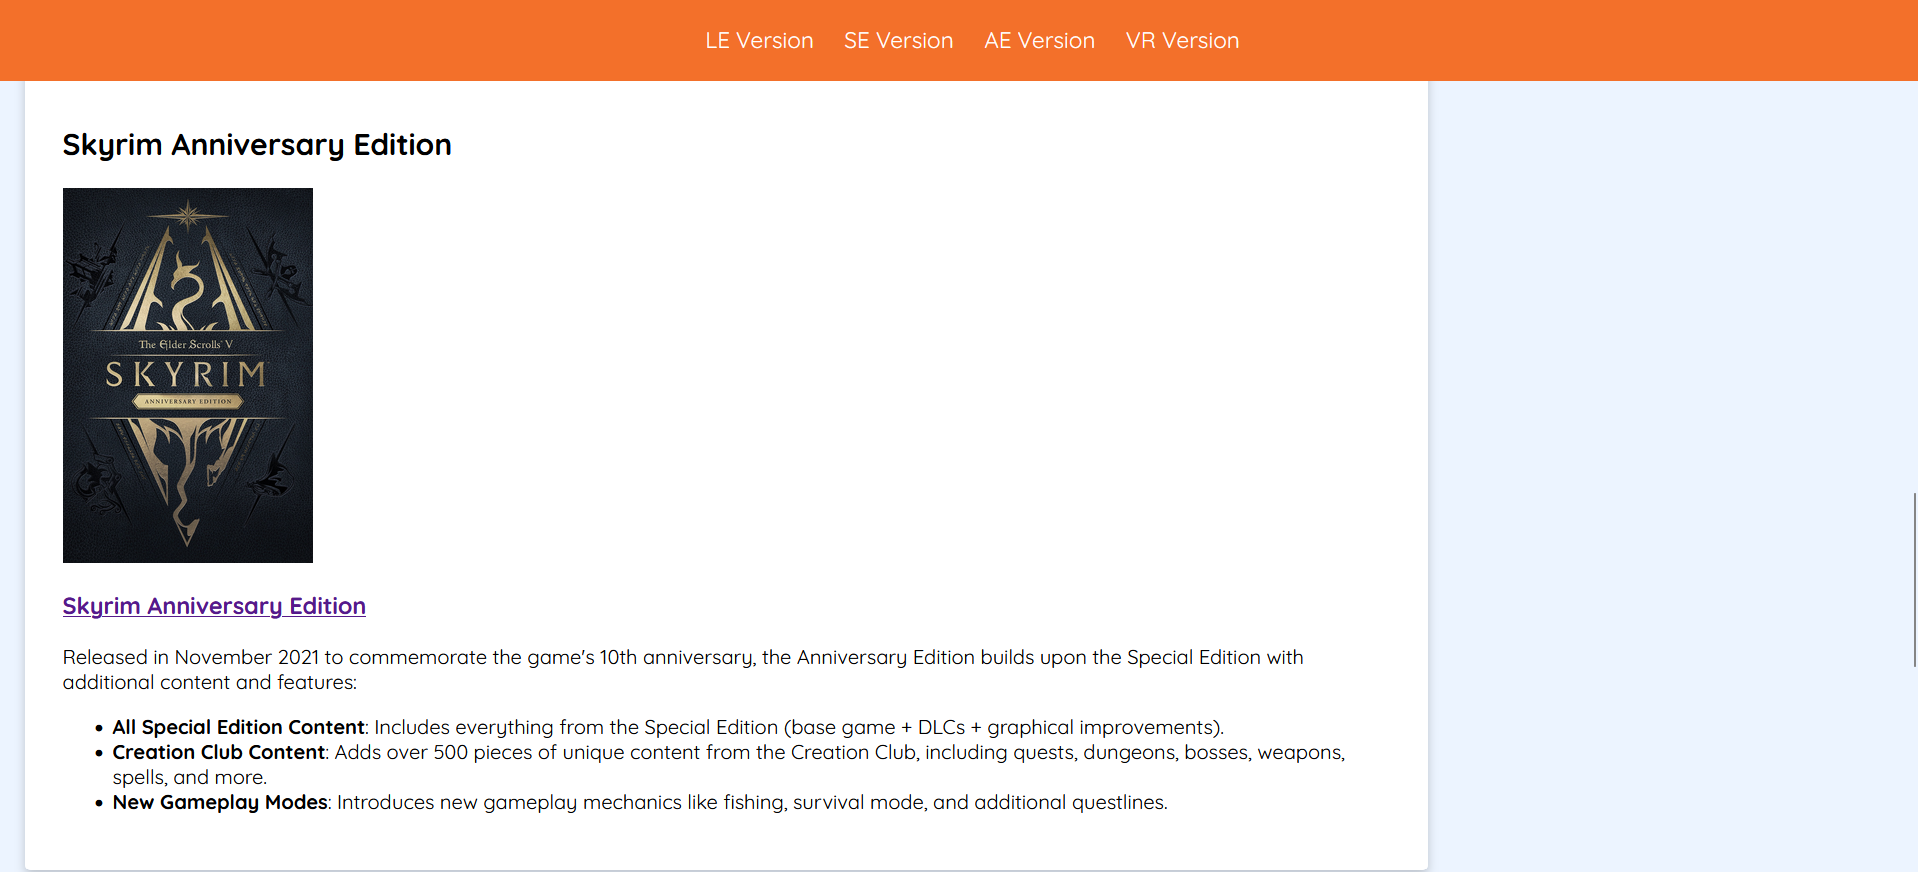 LE Version SE Version AE Version VR Version
Skyrim Anniversary Edition
The Elder Scrolls V
SKYRIM
ANNIVERSARY EDITION
Skyrim Anniversary Edition
Released in November 2021 to commemorate the game's 10th anniversary, the Anniversary Edition builds upon the Special Edition with
additional content and features:
• All Special Edition Content: Includes everything from the Special Edition (base game + DLCs + graphical improvements).
• Creation Club Content: Adds over 500 pieces of unique content from the Creation Club, including quests, dungeons, bosses, weapons,
spells, and more.
• New Gameplay Modes: Introduces new gameplay mechanics like fishing, survival mode, and additional questlines.